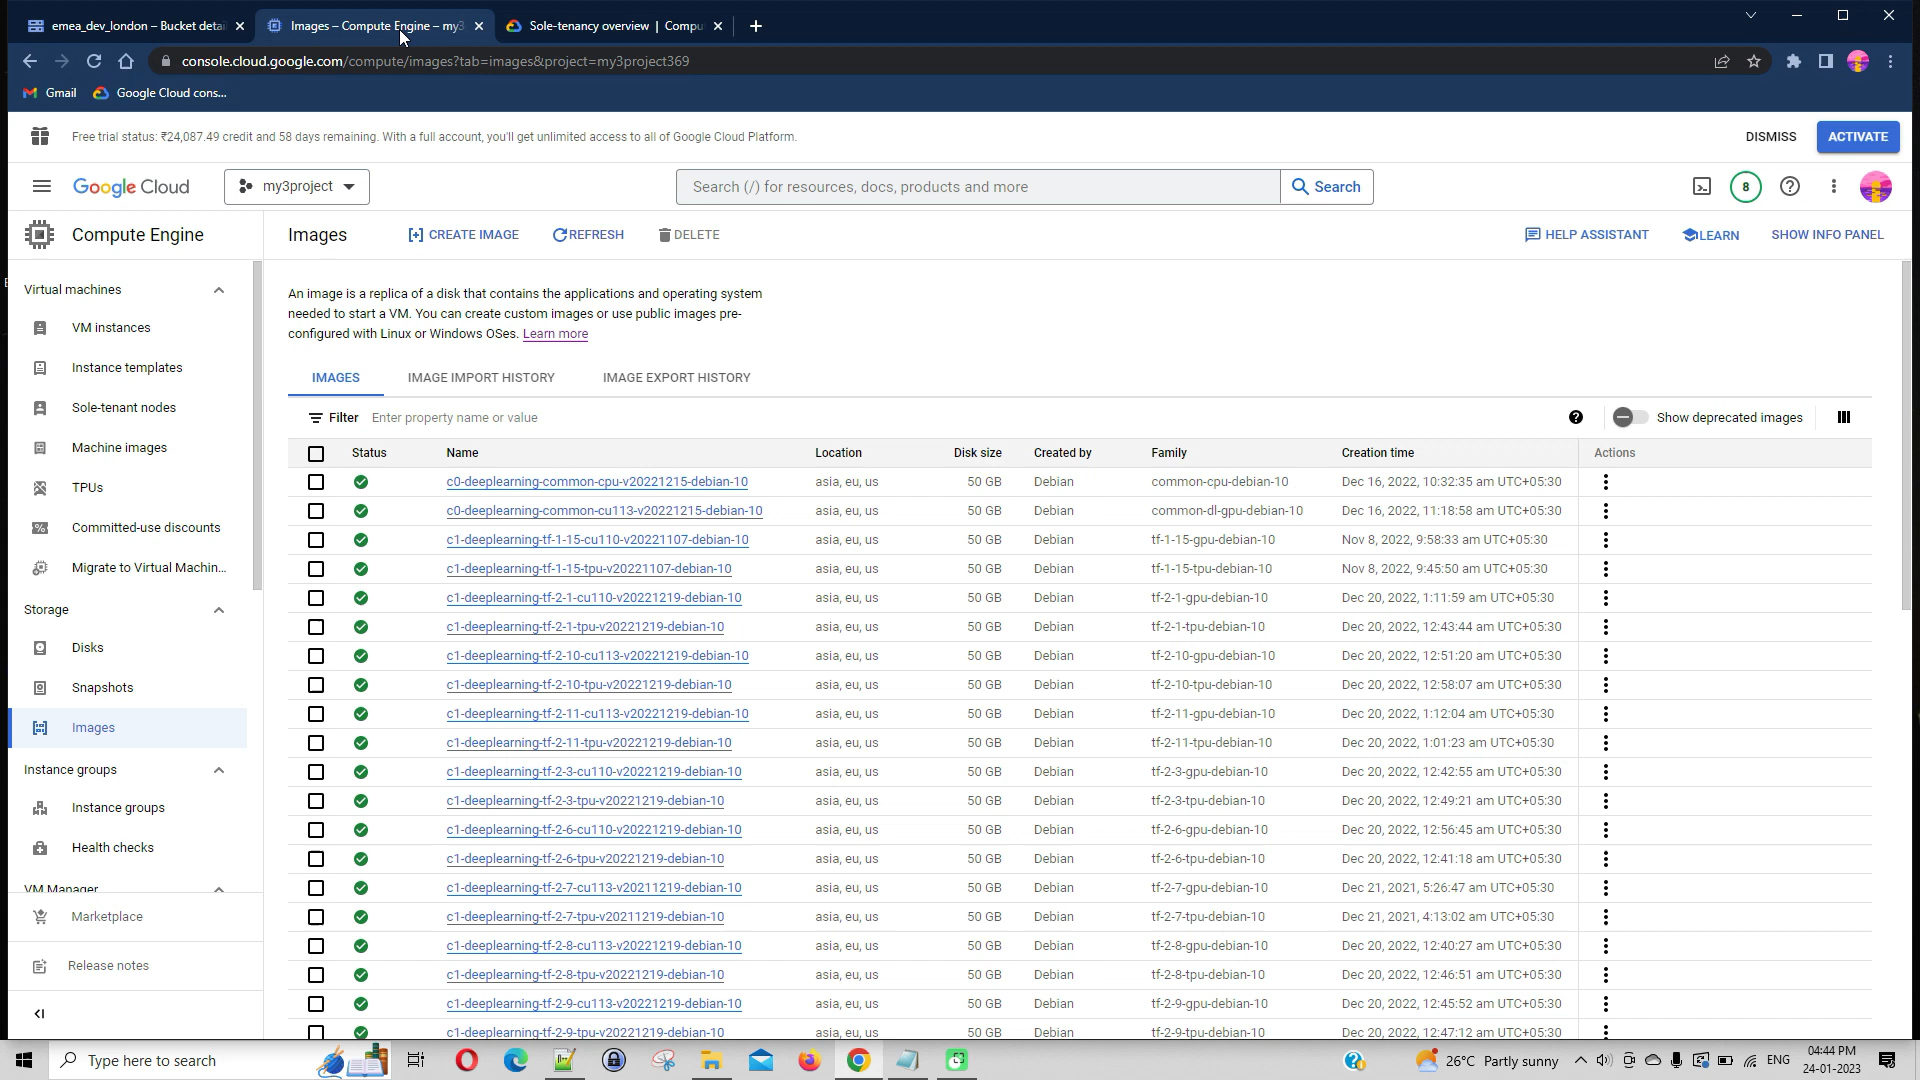 emea_dev_london – Bucket detai
Images – Compute Engine – my3
Sole-tenancy overview | Compu
console.cloud.google.com/compute/images?tab=images&project=my3project369
Gmail
Google Cloud cons...
Free trial status: ₹24,087.49 credit and 58 days remaining. With a full account, you'll get unlimited access to all of Google Cloud Platform.
DISMISS
ACTIVATE
Google Cloud
my3project
Search (/) for resources, docs, products and more
Search
8
Compute Engine
Images
CREATE IMAGE
REFRESH
DELETE
HELP ASSISTANT
LEARN
SHOW INFO PANEL
Virtual machines
VM instances
Instance templates
Sole-tenant nodes
Machine images
TPUs
Committed-use discounts
Migrate to Virtual Machin...
Storage
Disks
Snapshots
Images
Instance groups
Instance groups
Health checks
VM Manager
Marketplace
Release notes
An image is a replica of a disk that contains the applications and operating system
needed to start a VM. You can create custom images or use public images pre-
configured with Linux or Windows OSes. Learn more
IMAGES
IMAGE IMPORT HISTORY
IMAGE EXPORT HISTORY
Filter Enter property name or value
Show deprecated images
Status Name Location Disk size Created by Family Creation time Actions
c0-deeplearning-common-cpu-v20221215-debian-10 asia, eu, us 50 GB Debian common-cpu-debian-10 Dec 16, 2022, 10:32:35 am UTC+05:30
c0-deeplearning-common-cu113-v20221215-debian-10 asia, eu, us 50 GB Debian common-dl-gpu-debian-10 Dec 16, 2022, 11:18:58 am UTC+05:30
c1-deeplearning-tf-1-15-cu110-v20221107-debian-10 asia, eu, us 50 GB Debian tf-1-15-gpu-debian-10 Nov 8, 2022, 9:58:33 am UTC+05:30
c1-deeplearning-tf-1-15-tpu-v20221107-debian-10 asia, eu, us 50 GB Debian tf-1-15-tpu-debian-10 Nov 8, 2022, 9:45:50 am UTC+05:30
c1-deeplearning-tf-2-1-cu110-v20221219-debian-10 asia, eu, us 50 GB Debian tf-2-1-gpu-debian-10 Dec 20, 2022, 1:11:59 am UTC+05:30
c1-deeplearning-tf-2-1-tpu-v20221219-debian-10 asia, eu, us 50 GB Debian tf-2-1-tpu-debian-10 Dec 20, 2022, 12:43:44 am UTC+05:30
c1-deeplearning-tf-2-10-cu113-v20221219-debian-10 asia, eu, us 50 GB Debian tf-2-10-gpu-debian-10 Dec 20, 2022, 12:51:20 am UTC+05:30
c1-deeplearning-tf-2-10-tpu-v20221219-debian-10 asia, eu, us 50 GB Debian tf-2-10-tpu-debian-10 Dec 20, 2022, 12:58:07 am UTC+05:30
c1-deeplearning-tf-2-11-cu113-v20221219-debian-10 asia, eu, us 50 GB Debian tf-2-11-gpu-debian-10 Dec 20, 2022, 1:12:04 am UTC+05:30
c1-deeplearning-tf-2-11-tpu-v20221219-debian-10 asia, eu, us 50 GB Debian tf-2-11-tpu-debian-10 Dec 20, 2022, 1:01:23 am UTC+05:30
c1-deeplearning-tf-2-3-cu110-v20221219-debian-10 asia, eu, us 50 GB Debian tf-2-3-gpu-debian-10 Dec 20, 2022, 12:42:55 am UTC+05:30
c1-deeplearning-tf-2-3-tpu-v20221219-debian-10 asia, eu, us 50 GB Debian tf-2-3-tpu-debian-10 Dec 20, 2022, 12:49:21 am UTC+05:30
c1-deeplearning-tf-2-6-cu110-v20221219-debian-10 asia, eu, us 50 GB Debian tf-2-6-gpu-debian-10 Dec 20, 2022, 12:56:45 am UTC+05:30
c1-deeplearning-tf-2-6-tpu-v20221219-debian-10 asia, eu, us 50 GB Debian tf-2-6-tpu-debian-10 Dec 20, 2022, 12:41:18 am UTC+05:30
c1-deeplearning-tf-2-7-cu113-v20211219-debian-10 asia, eu, us 50 GB Debian tf-2-7-gpu-debian-10 Dec 21, 2021, 5:26:47 am UTC+05:30
c1-deeplearning-tf-2-7-tpu-v20211219-debian-10 asia, eu, us 50 GB Debian tf-2-7-tpu-debian-10 Dec 21, 2021, 4:13:02 am UTC+05:30
c1-deeplearning-tf-2-8-cu113-v20221219-debian-10 asia, eu, us 50 GB Debian tf-2-8-gpu-debian-10 Dec 20, 2022, 12:40:27 am UTC+05:30
c1-deeplearning-tf-2-8-tpu-v20221219-debian-10 asia, eu, us 50 GB Debian tf-2-8-tpu-debian-10 Dec 20, 2022, 12:46:51 am UTC+05:30
c1-deeplearning-tf-2-9-cu113-v20221219-debian-10 asia, eu, us 50 GB Debian tf-2-9-gpu-debian-10 Dec 20, 2022, 12:45:52 am UTC+05:30
c1-deeplearning-tf-2-9-tpu-v20221219-debian-10 asia, eu, us 50 GB Debian tf-2-9-tpu-debian-10 Dec 20, 2022, 12:47:12 am UTC+05:30
Type here to search
26°C Partly sunny
ENG
04:44 PM
24-01-2023